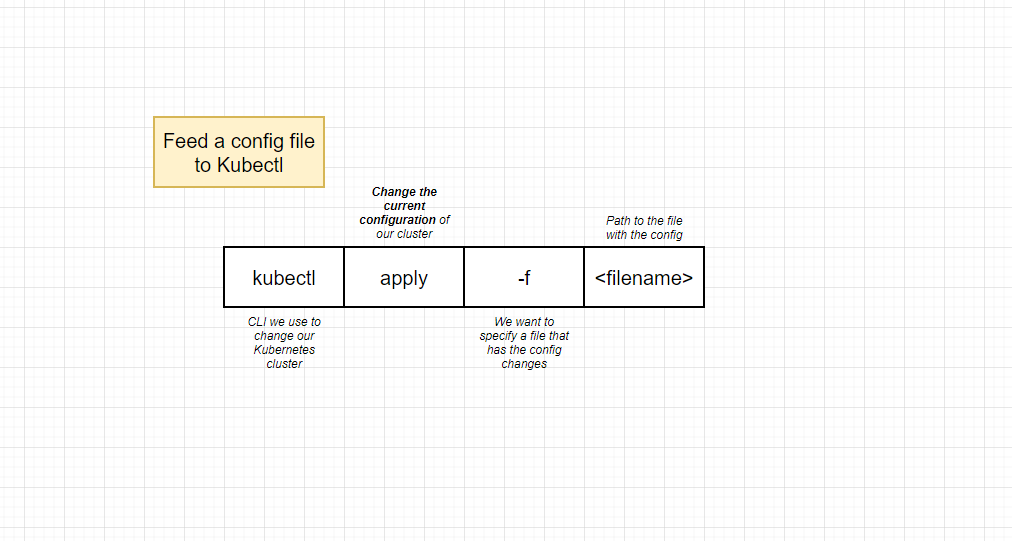 Feed a config file
to Kubectl
Change the
current
configuration of
our cluster
Path to the file
with the config
kubectl
apply
-f
<filename>
CLI we use to
change our
Kubernetes
cluster
We want to
specify a file that
has the config
changes